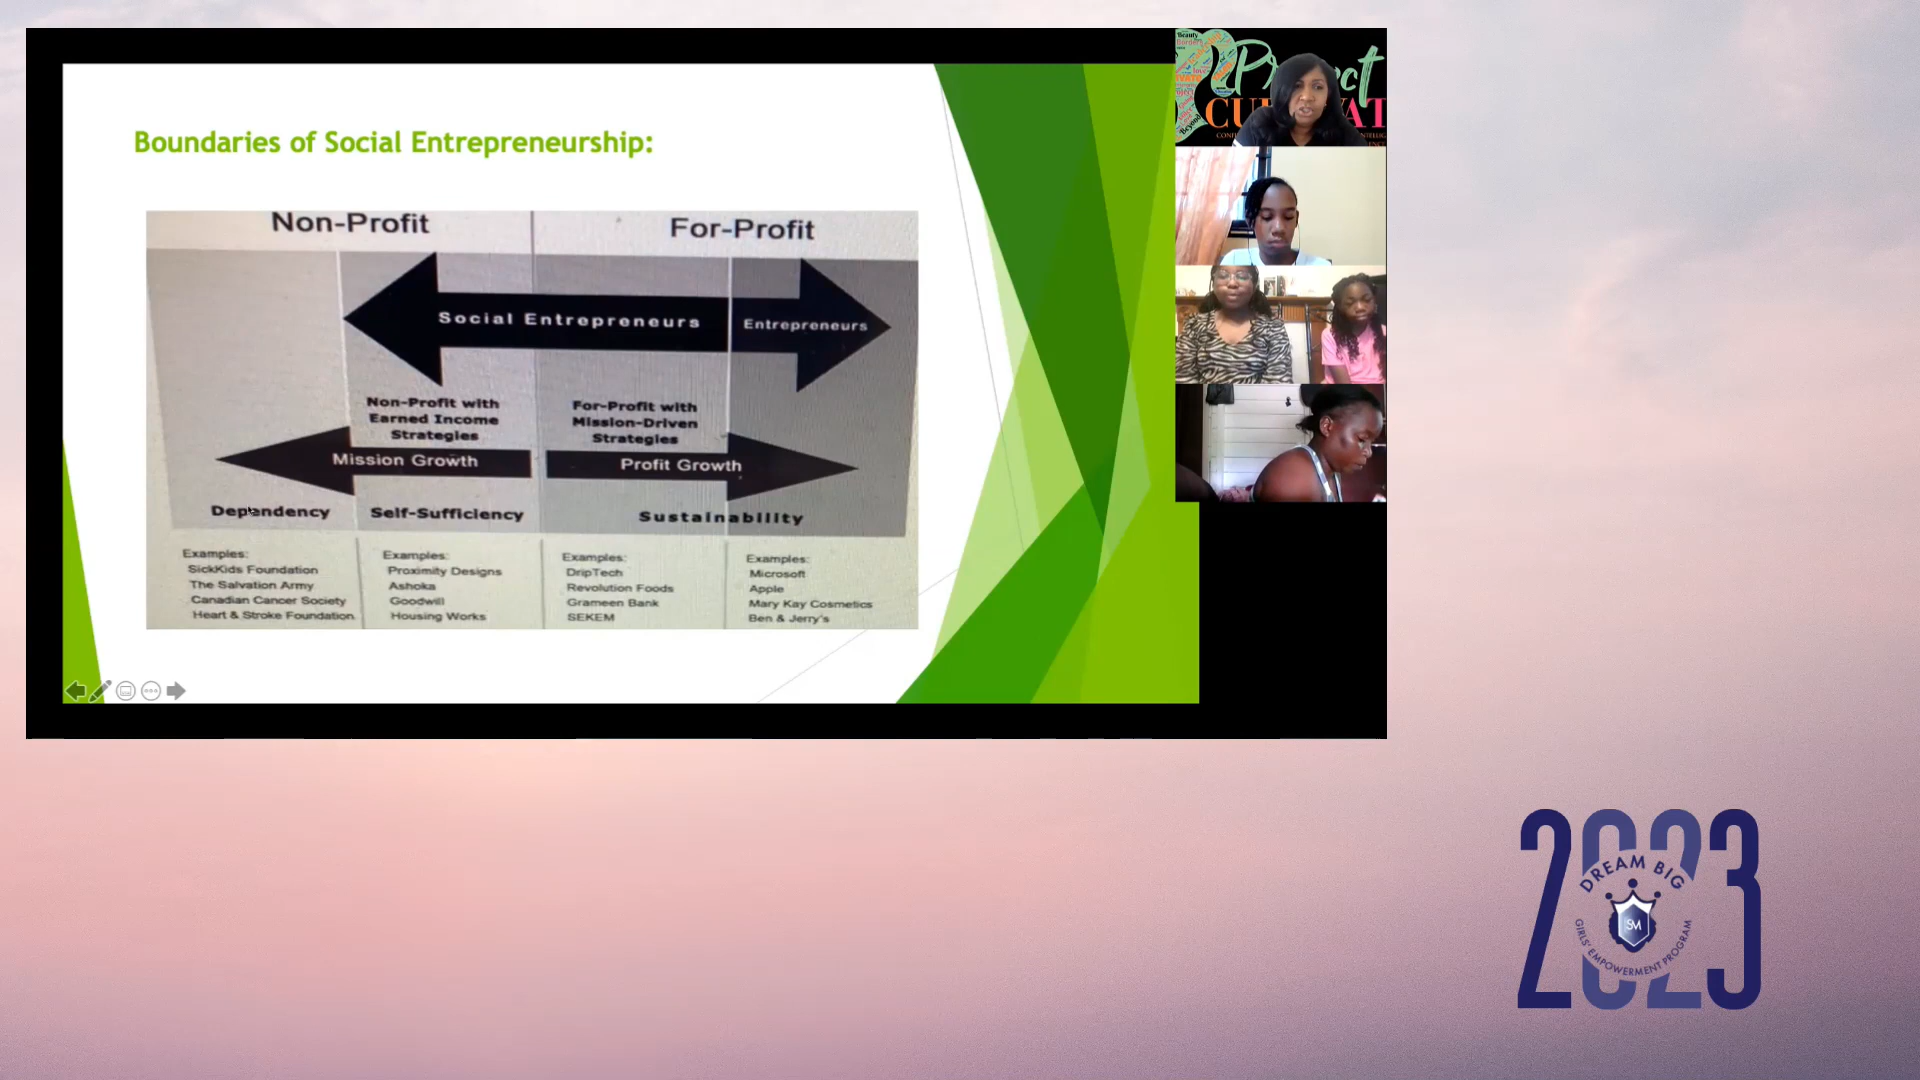 Boundaries of Social Entrepreneurship:
Non-Profit
For-Profit
Social Entrepreneurs
Entrepreneurs
Non-Profit with
Earned Income
Strategies
For-Profit with
Mission-Driven
Strategies
Mission Growth
Profit Growth
Dependency
Self-Sufficiency
Sustainability
Examples:
SickKids Foundation
The Salvation Army
Canadian Cancer Society
Heart & Stroke Foundation
Examples:
Proximity Designs
Ashoka
Goodwill
Housing Works
Examples:
DripTech
Revolution Foods
Grameen Bank
SEKEM
Examples:
Microsoft
Apple
Mary Kay Cosmetics
Ben & Jerry's
Beauty
Beyond
2023
DREAM BIG
SM
GIRLS' EMPOWERMENT PROGRAM